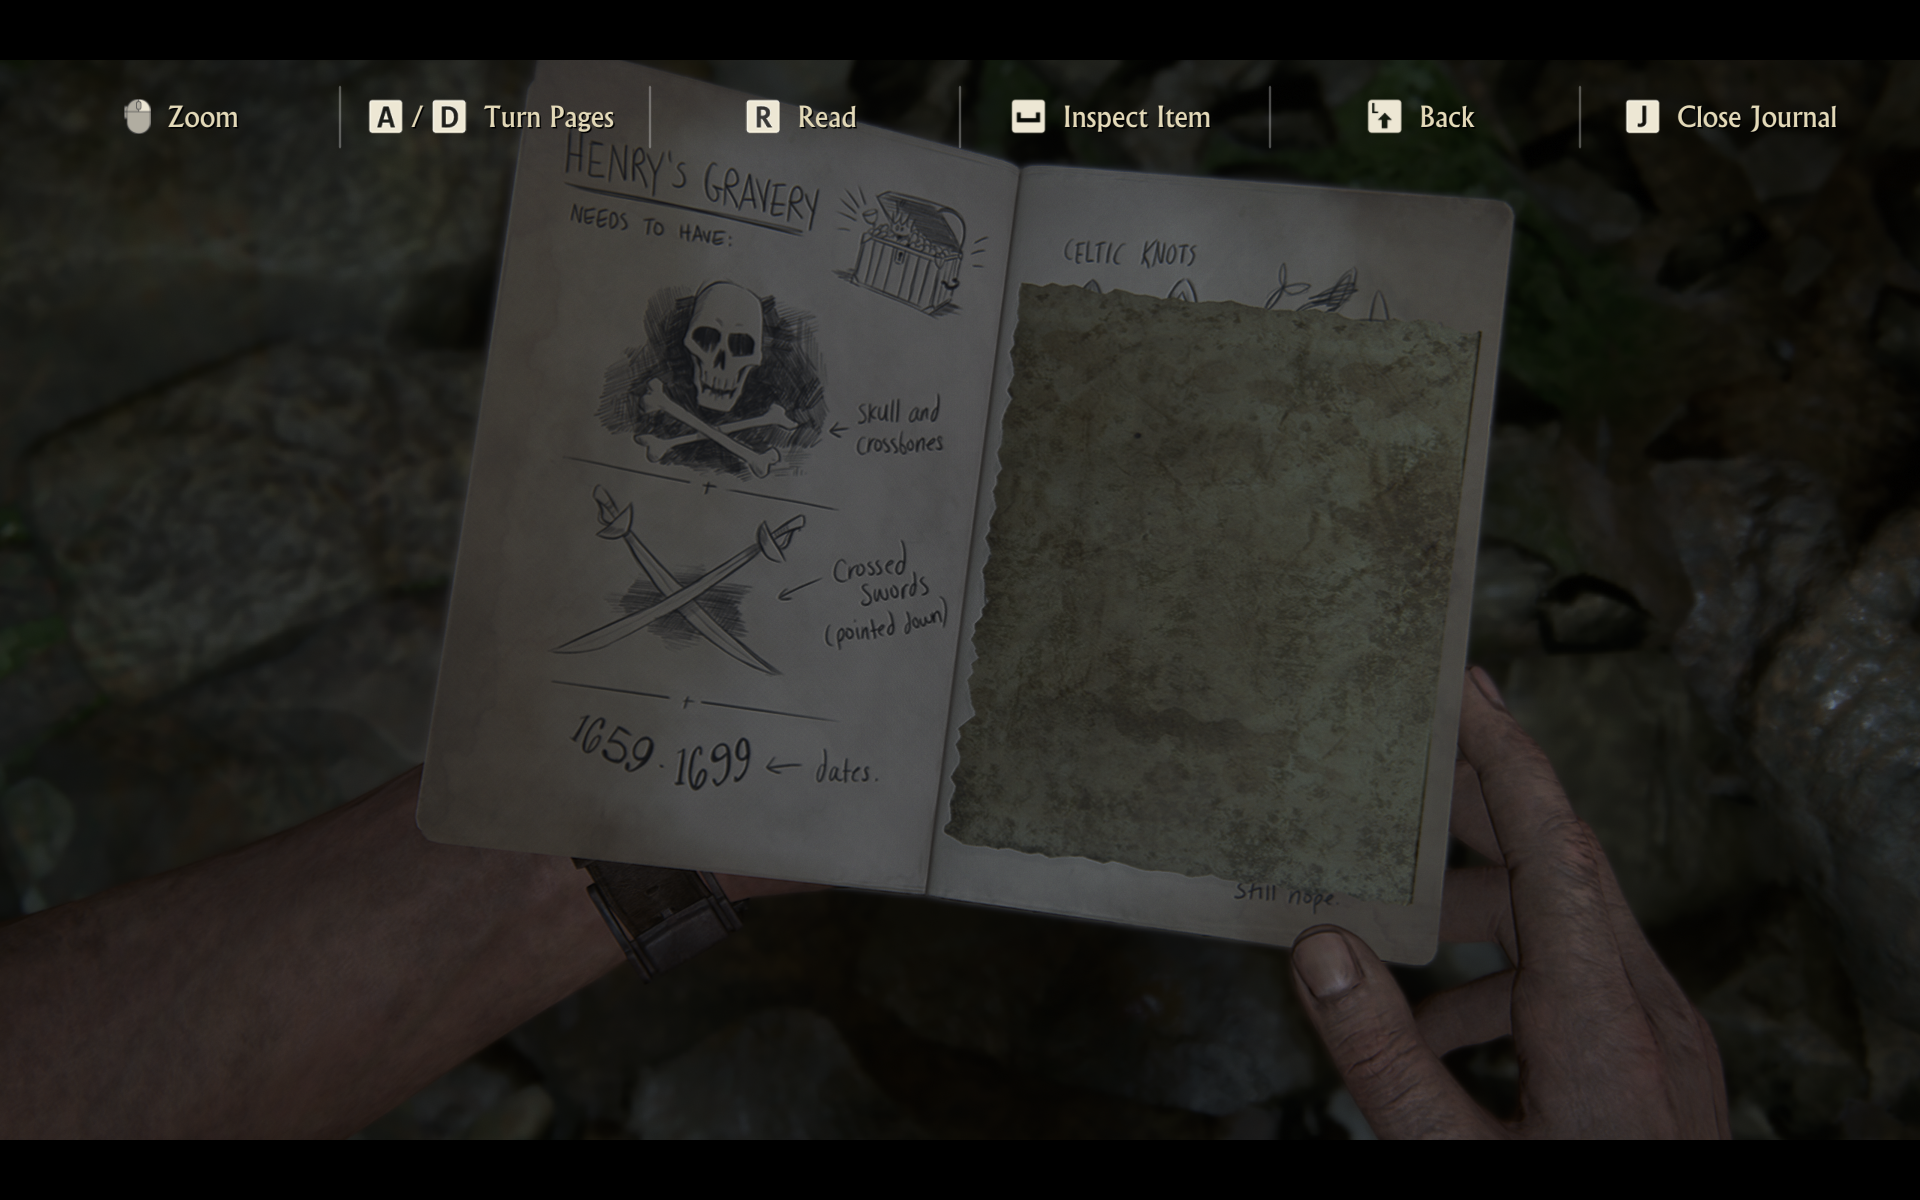 Zoom
A / D Turn Pages
R Read
Inspect Item
L Back
J Close Journal
HENRY'S GRAVERY
NEEDS TO HAVE:
Skull and
crossbones
+
Crossed
Swords
(pointed down)
+
1659 - 1699 ← dates.
CELTIC KNOTS
Still nope.